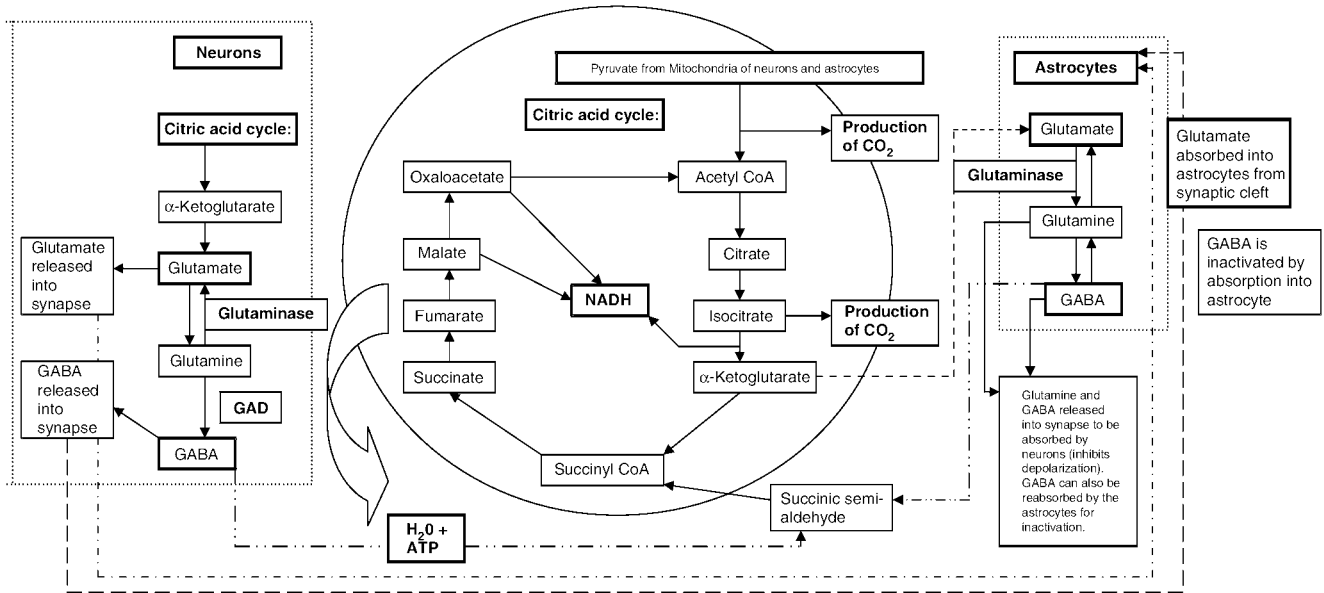 Neurons
Citric acid cycle:
α-Ketoglutarate
Glutamate
released
into
synapse
Glutamate
Glutaminase
Glutamine
GABA
released
into
synapse
GAD
GABA
Pyruvate from Mitochondria of neurons and astrocytes
Citric acid cycle:
Production
of CO2
Oxaloacetate
Acetyl CoA
Malate
Citrate
NADH
Fumarate
Isocitrate
Production
of CO2
Succinate
α-Ketoglutarate
Succinyl CoA
Succinic semi-
aldehyde
H20 +
ATP
Astrocytes
Glutamate
Glutaminase
Glutamine
GABA
Glutamate
absorbed into
astrocytes from
synaptic cleft
GABA is
inactivated by
absorption into
astrocyte
Glutamine and
GABA released
into synapse to be
absorbed by
neurons (inhibits
depolarization).
GABA can also be
reabsorbed by the
astrocytes for
inactivation.